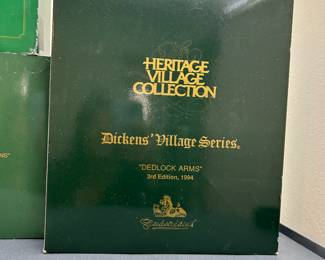 HERITAGE
VILLAGE
COLLECTION
Dickens' Village Series®
"DEDLOCK ARMS"
3rd Edition, 1994